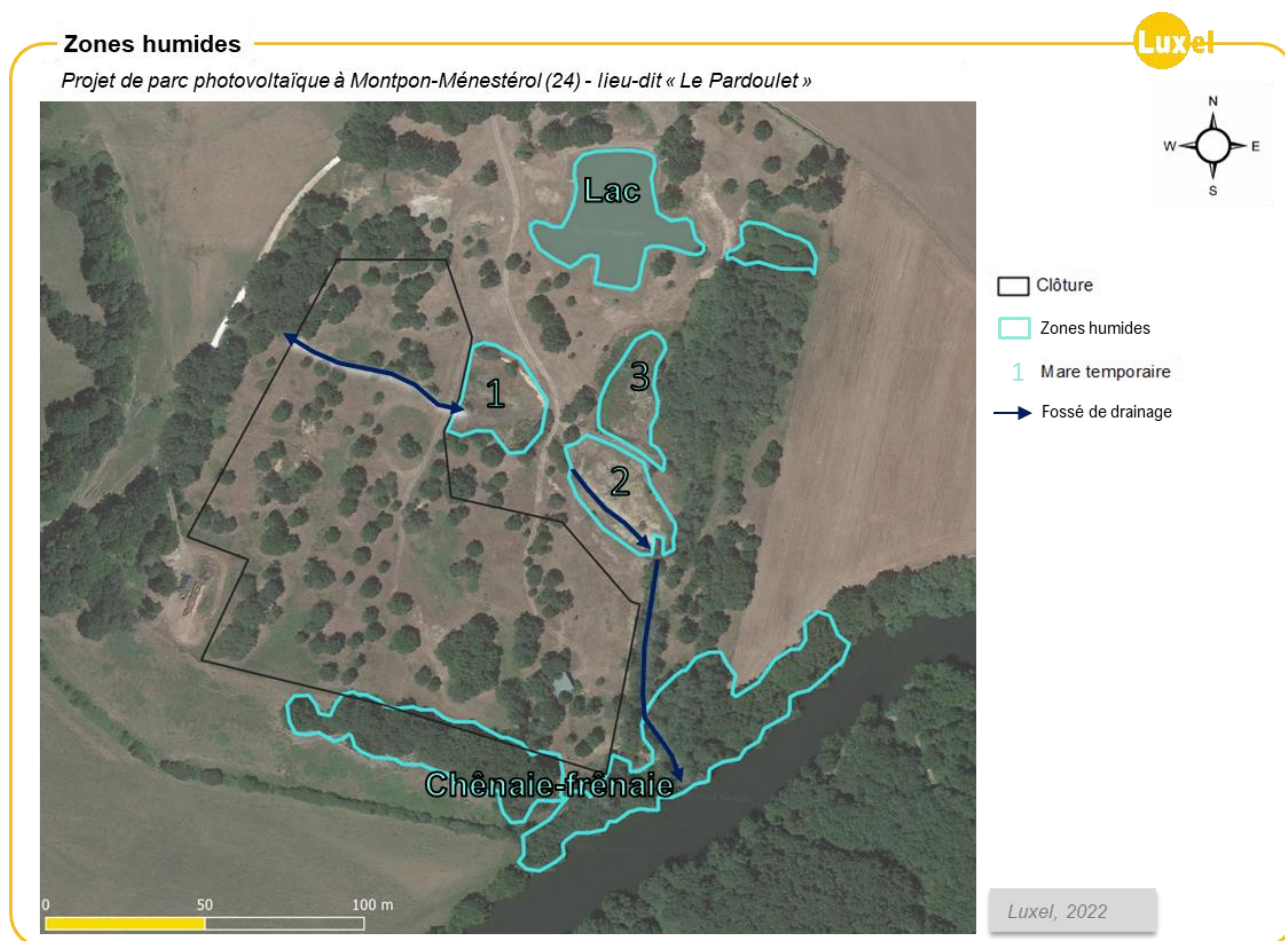 Zones humides
Luxel
Projet de parc photovoltaïque à Montpon-Ménestérol (24) - lieu-dit « Le Pardoulet »
N
W
E
S
Lac
Clôture
Zones humides
1 Mare temporaire
Fossé de drainage
1
3
2
Chênaie-frênaie
0 50 100 m
Luxel, 2022